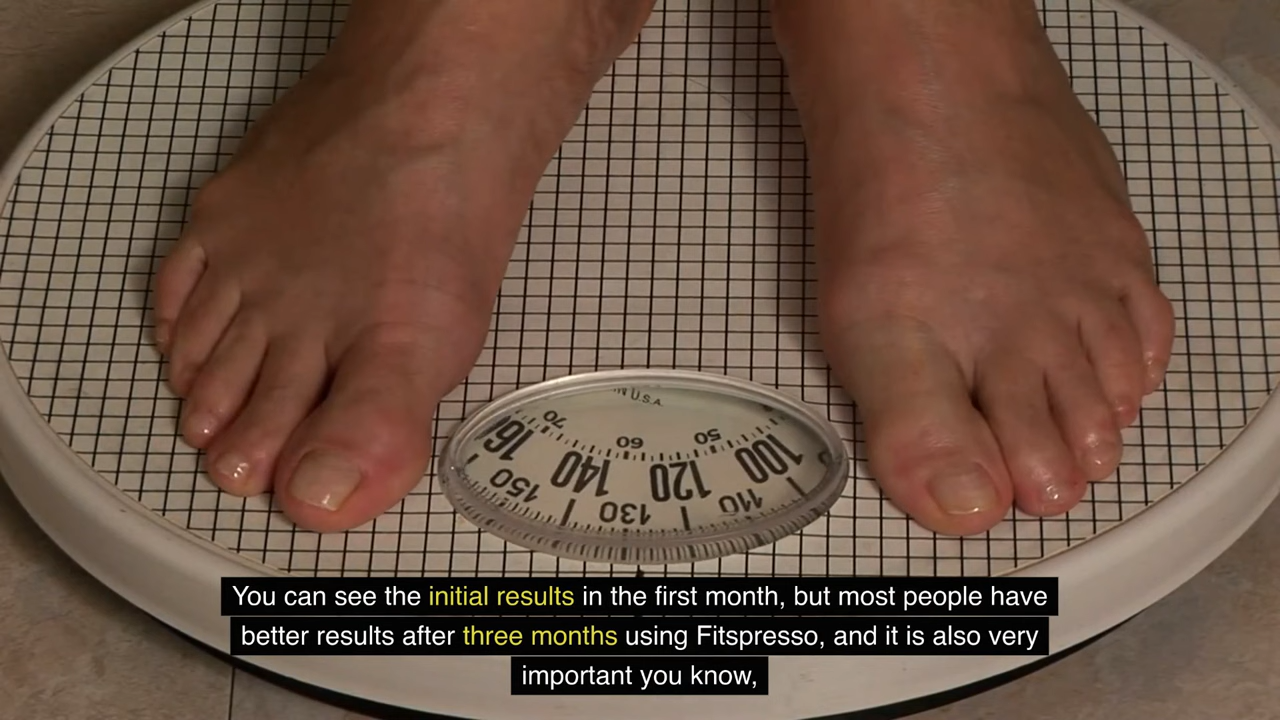 IN U.S.A.
70 60 50
160 140 120 100
150 130 110
You can see the initial results in the first month, but most people have
better results after three months using Fitspresso, and it is also very
important you know,